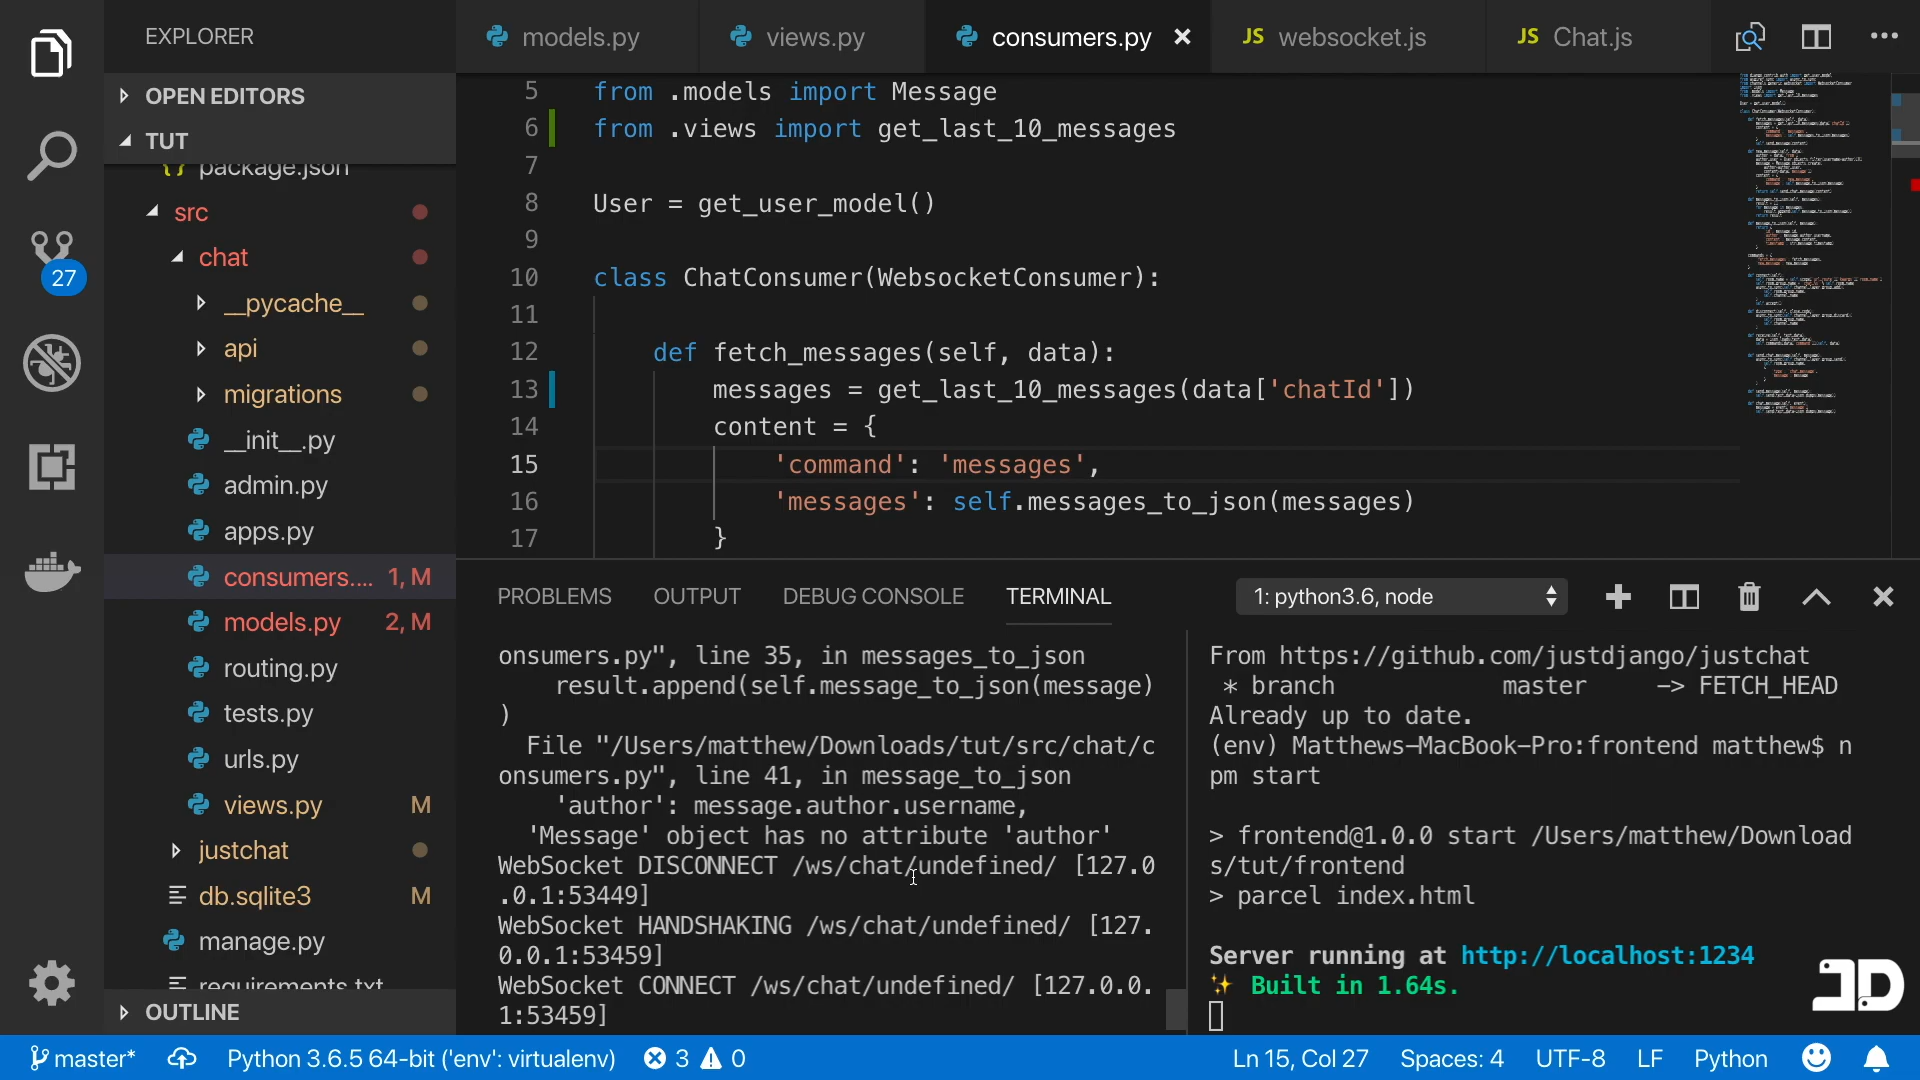 EXPLORER
OPEN EDITORS
TUT
package.json
src
chat
__pycache__
api
migrations
__init__.py
admin.py
apps.py
consumers.... 1, M
models.py 2, M
routing.py
tests.py
urls.py
views.py M
justchat
db.sqlite3 M
manage.py
requirements.txt
OUTLINE
27
models.py
views.py
consumers.py
JS websocket.js
JS Chat.js
5 from .models import Message
6 from .views import get_last_10_messages
7
8 User = get_user_model()
9
10 class ChatConsumer(WebsocketConsumer):
11
12 def fetch_messages(self, data):
13 messages = get_last_10_messages(data['chatId'])
14 content = {
15 'command': 'messages',
16 'messages': self.messages_to_json(messages)
17 }
PROBLEMS OUTPUT DEBUG CONSOLE TERMINAL
1: python3.6, node
onsumers.py", line 35, in messages_to_json
result.append(self.message_to_json(message)
)
File "/Users/matthew/Downloads/tut/src/chat/c
onsumers.py", line 41, in message_to_json
'author': message.author.username,
'Message' object has no attribute 'author'
WebSocket DISCONNECT /ws/chat/undefined/ [127.0
.0.1:53449]
WebSocket HANDSHAKING /ws/chat/undefined/ [127.
0.0.1:53459]
WebSocket CONNECT /ws/chat/undefined/ [127.0.0.
1:53459]
From https://github.com/justdjango/justchat
* branch master -> FETCH_HEAD
Already up to date.
(env) Matthews-MacBook-Pro:frontend matthew$ n
pm start
> frontend@1.0.0 start /Users/matthew/Download
s/tut/frontend
> parcel index.html
Server running at http://localhost:1234
✨ Built in 1.64s.
JD
master* Python 3.6.5 64-bit ('env': virtualenv) 3 0 Ln 15, Col 27 Spaces: 4 UTF-8 LF Python